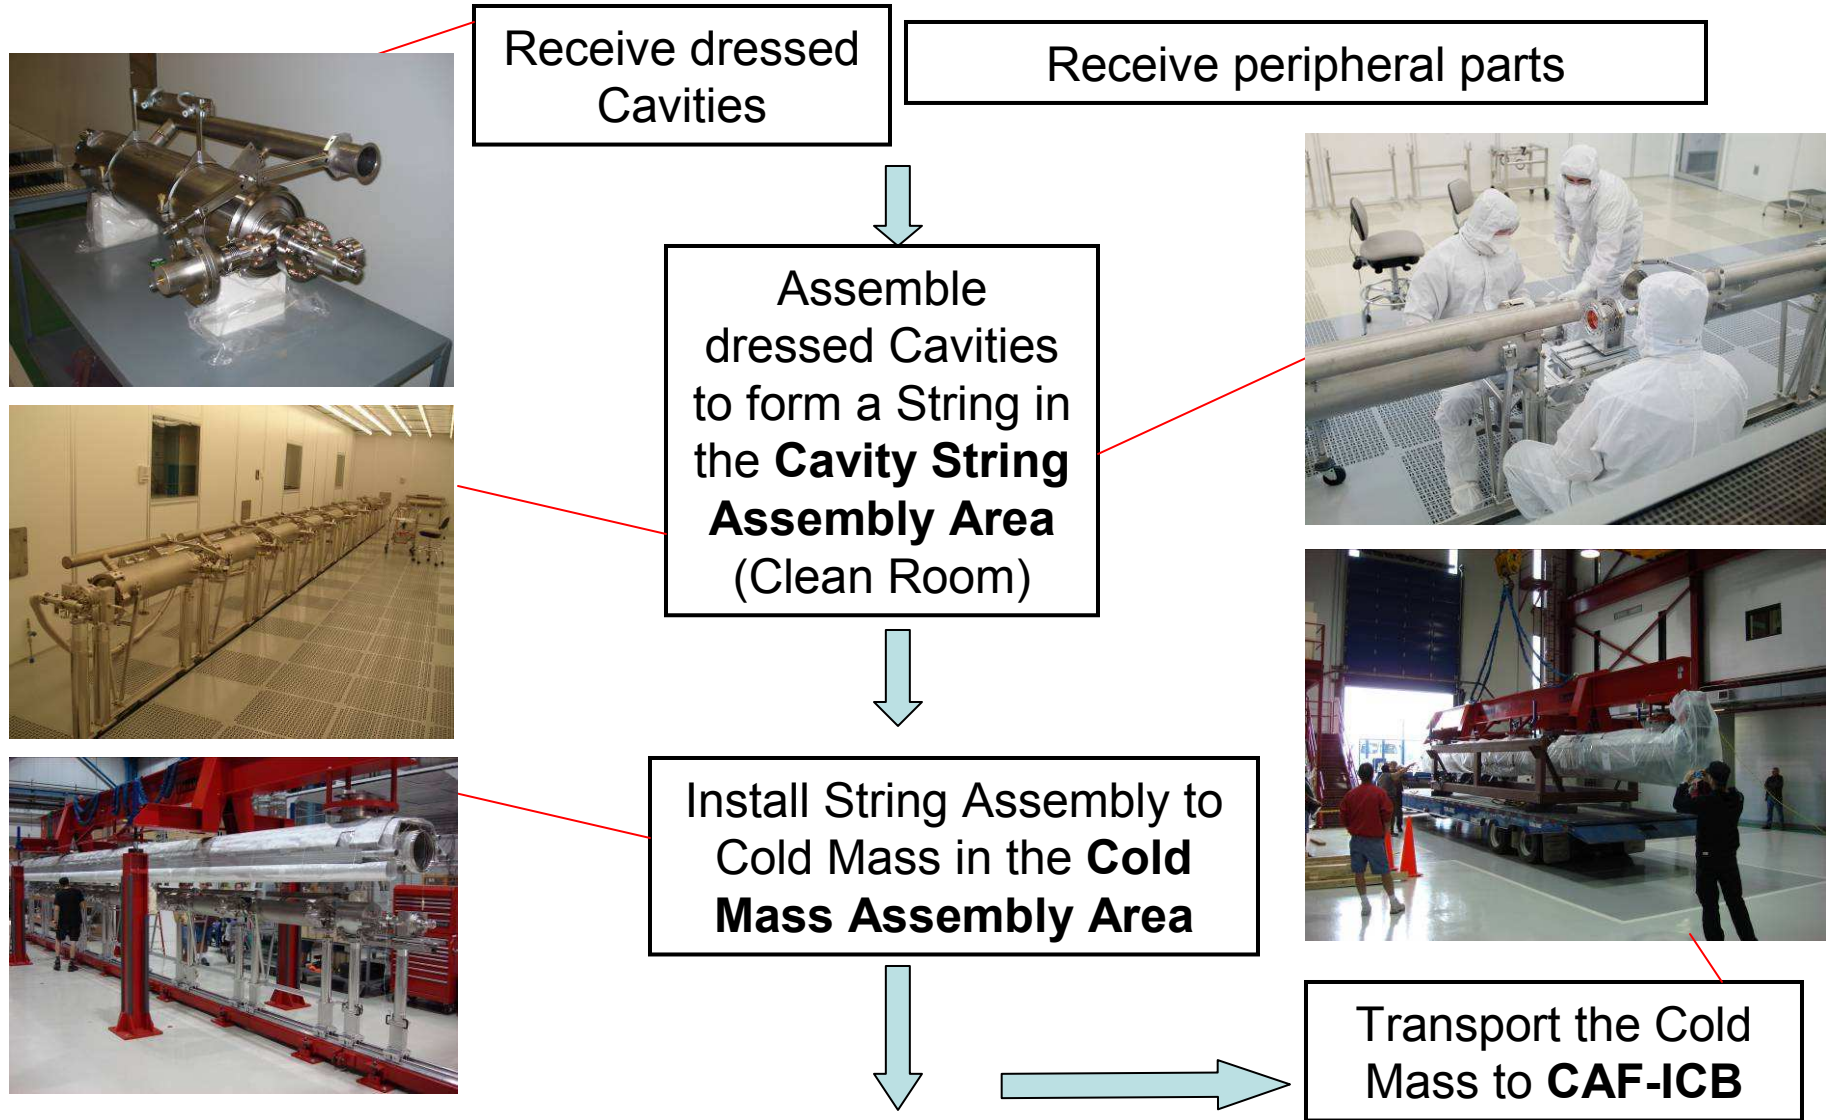 Receive dressed
Cavities
Receive peripheral parts
Assemble
dressed Cavities
to form a String in
the Cavity String
Assembly Area
(Clean Room)
Install String Assembly to
Cold Mass in the Cold
Mass Assembly Area
Transport the Cold
Mass to CAF-ICB